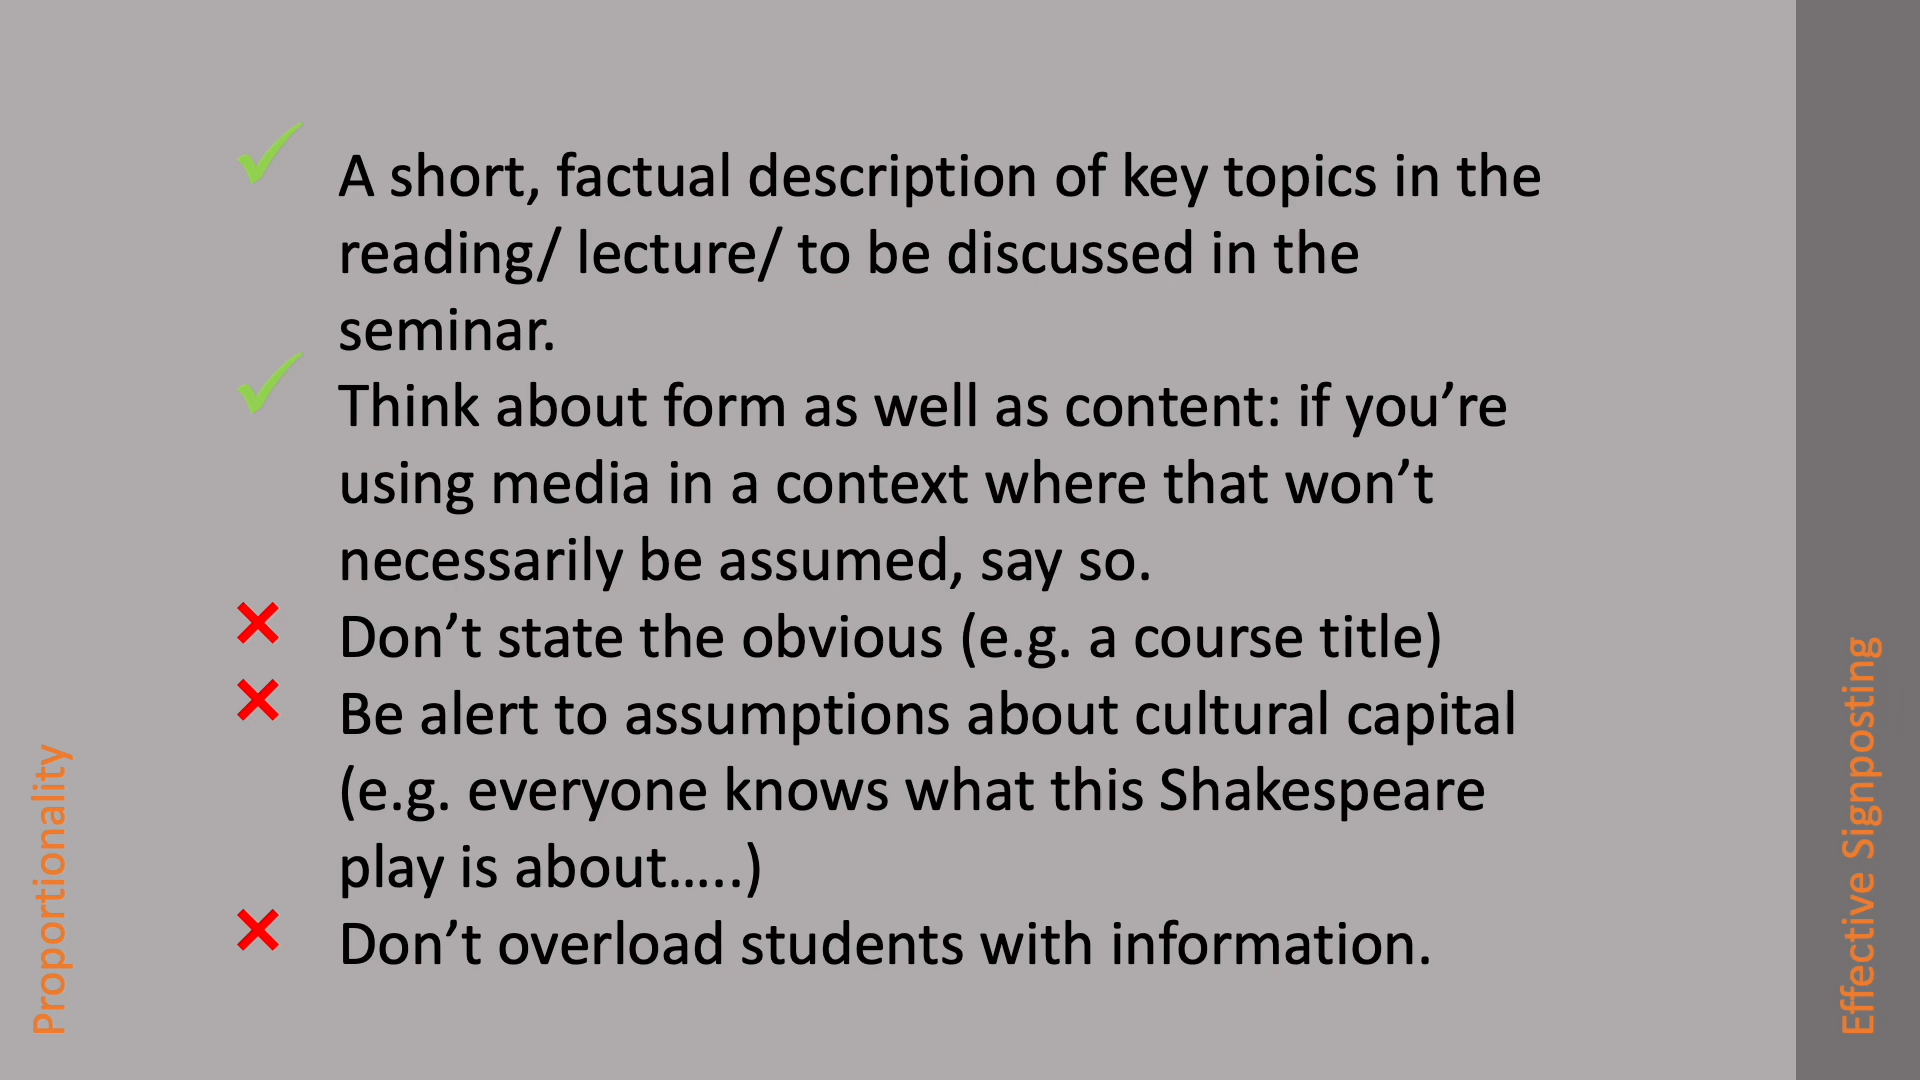 ✓ A short, factual description of key topics in the
reading/ lecture/ to be discussed in the
seminar.
✓ Think about form as well as content: if you’re
using media in a context where that won’t
necessarily be assumed, say so.
× Don’t state the obvious (e.g. a course title)
× Be alert to assumptions about cultural capital
(e.g. everyone knows what this Shakespeare
play is about…..)
× Don’t overload students with information.
Proportionality
Effective Signposting